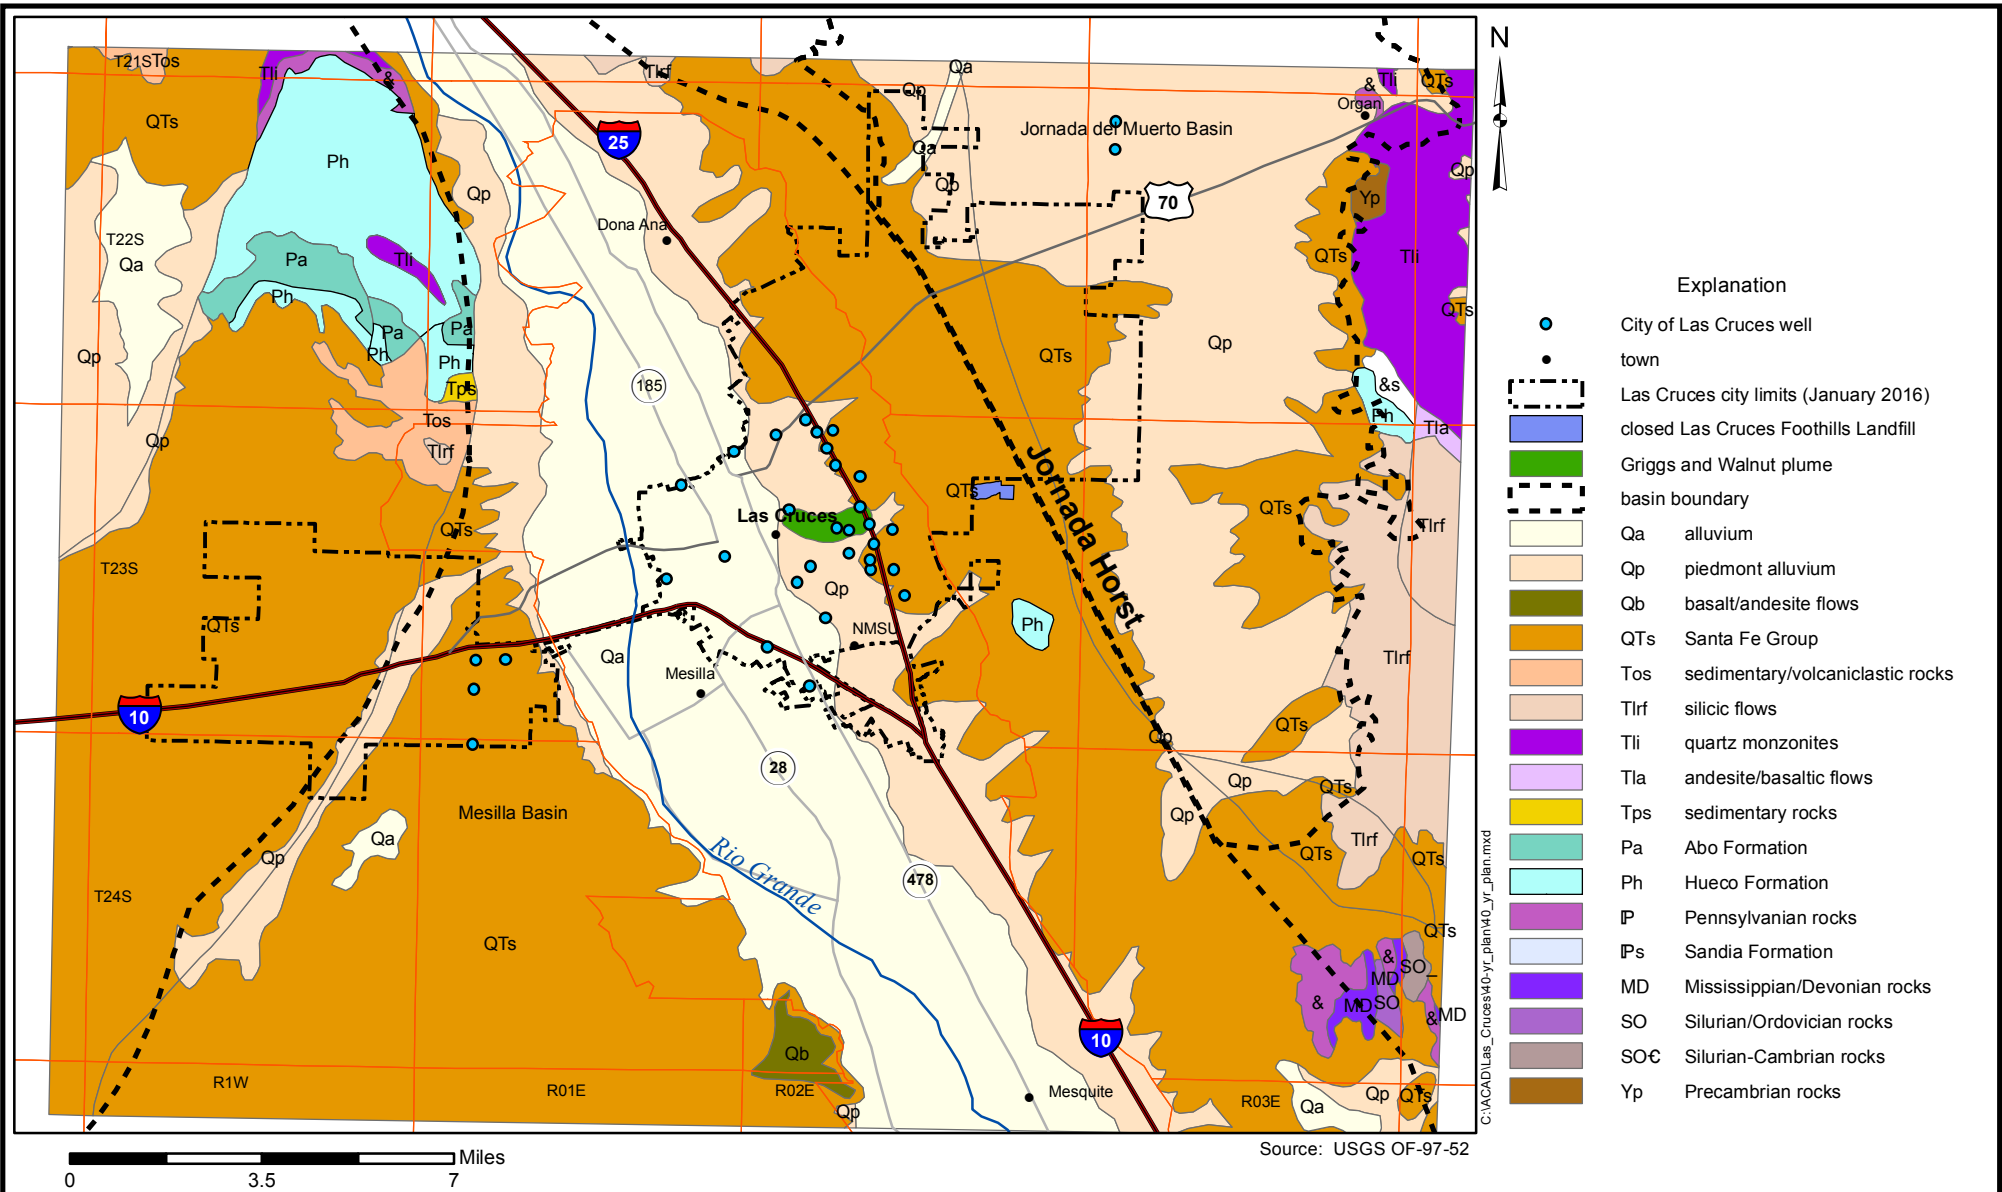 T21S
Tos
Tli
&
Tlrf
Qa
Qp
&
Tli
QTs
Organ
N
QTs
Ph
25
Jornada del Muerto Basin
Qa
Qp
Qp
Qp
Yp
70
Dona Ana
T22S
Qa
Pa
Tli
QTs
Tli
Ph
QTs
Pa
Pa
Qp
Ph
Ph
QTs
Qp
185
Tps
&s
Ph
Tos
Tla
Qp
Tlrf
Jornada Horst
QTs
QTs
Las Cruces
QTs
Tlrf
T23S
Qp
QTs
Ph
NMSU
Qa
Mesilla
Tlrf
10
QTs
Qp
28
Qp
QTs
Mesilla Basin
Qp
Qa
Tlrf
Qp
QTs
QTs
Rio Grande
478
T24S
QTs
QTs
&
SO_
MD
&
MD
SO
&
MD
10
Qb
R1W
R01E
R02E
Mesquite
R03E
Qa
Qp
QTs
Qp
Explanation
City of Las Cruces well
town
Las Cruces city limits (January 2016)
closed Las Cruces Foothills Landfill
Griggs and Walnut plume
basin boundary
Qa alluvium
Qp piedmont alluvium
Qb basalt/andesite flows
QTs Santa Fe Group
Tos sedimentary/volcaniclastic rocks
Tlrf silicic flows
Tli quartz monzonites
Tla andesite/basaltic flows
Tps sedimentary rocks
Pa Abo Formation
Ph Hueco Formation
ℙ Pennsylvanian rocks
ℙs Sandia Formation
MD Mississippian/Devonian rocks
SO Silurian/Ordovician rocks
SO€ Silurian-Cambrian rocks
Yp Precambrian rocks
C:\ACAD\Las_Cruces\40-yr_plan\40_yr_plan.mxd
Source: USGS OF-97-52
Miles
0 3.5 7